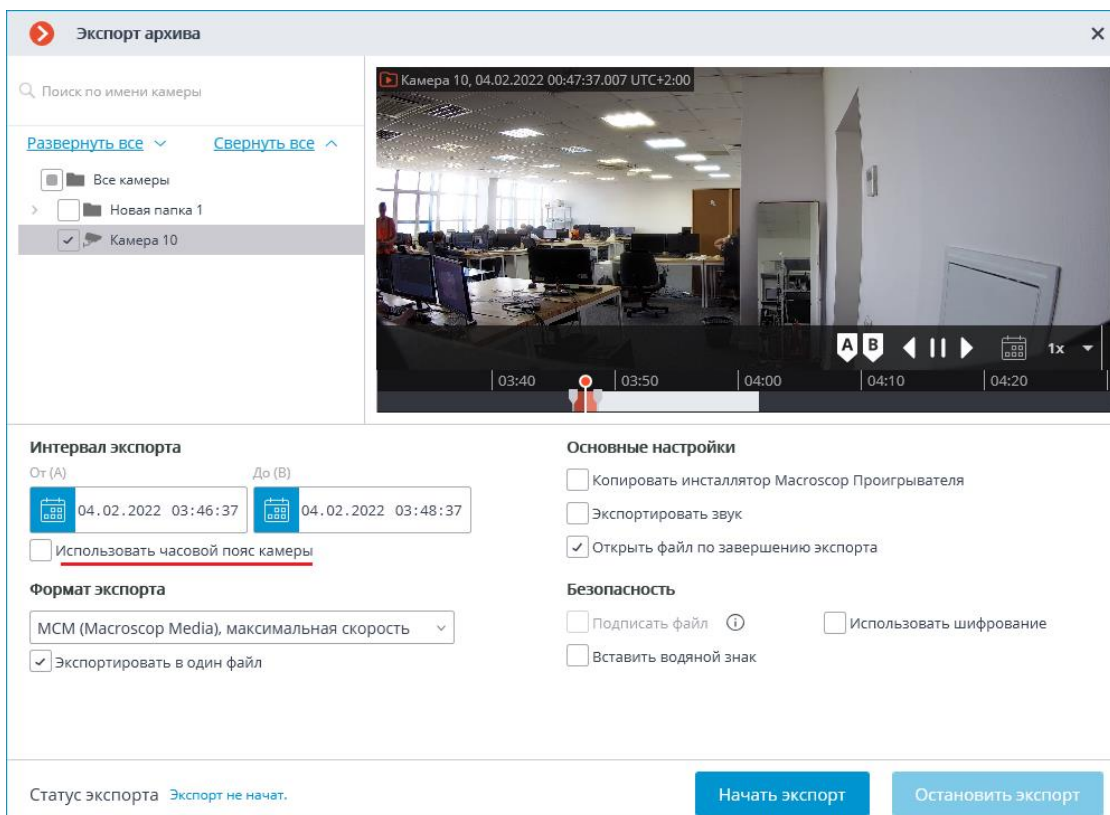 Экспорт архива
Поиск по имени камеры
Развернуть все Свернуть все
Все камеры
Новая папка 1
Камера 10
Камера 10, 04.02.2022 00:47:37.007 UTC+2:00
A B 1x
03:40 03:50 04:00 04:10 04:20
Интервал экспорта
От (A) До (B)
04.02.2022 03:46:37 04.02.2022 03:48:37
Использовать часовой пояс камеры
Формат экспорта
MCM (Macroscop Media), максимальная скорость
Экспортировать в один файл
Основные настройки
Копировать инсталлятор Macroscop Проигрывателя
Экспортировать звук
Открыть файл по завершению экспорта
Безопасность
Подписать файл Использовать шифрование
Вставить водяной знак
Статус экспорта Экспорт не начат.
Начать экспорт Остановить экспорт